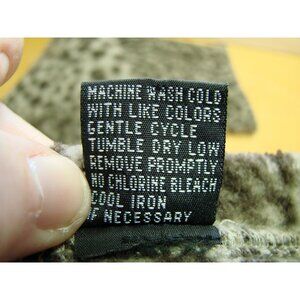 MACHINE WASH COLD
WITH LIKE COLORS
GENTLE CYCLE
TUMBLE DRY LOW
REMOVE PROMPTLY
NO CHLORINE BLEACH
COOL IRON
IF NECESSARY